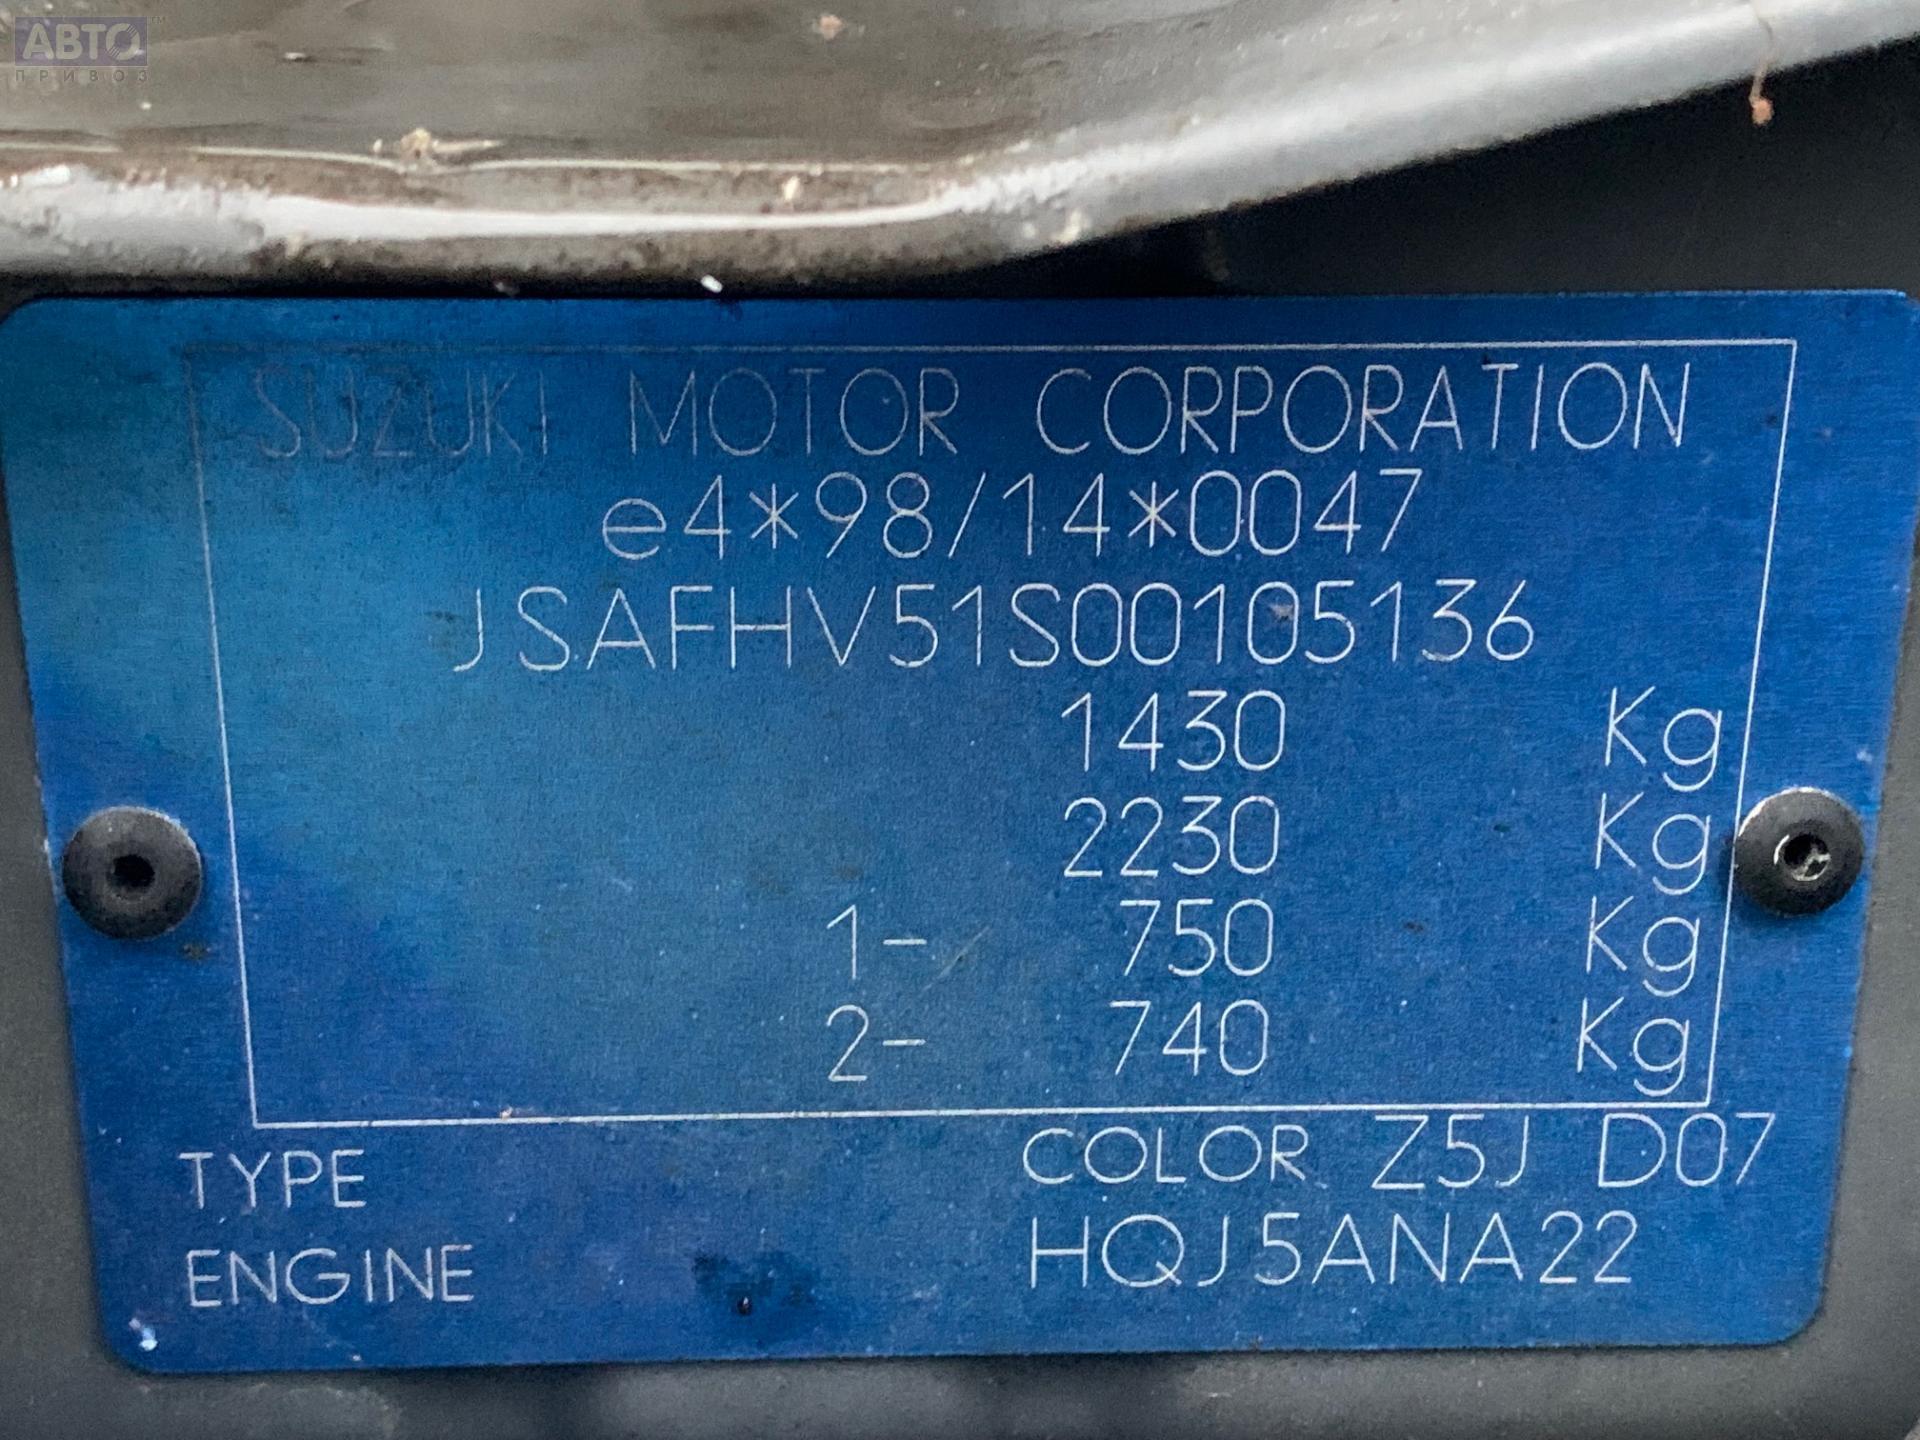 АВТО
ПРИВОЗ
SUZUKI MOTOR CORPORATION
e4*98/14*0047
JSAFHV51S00105136
1430 Kg
2230 Kg
1- 750 Kg
2- 740 Kg
TYPE COLOR Z5J D07
ENGINE HQJ5ANA22